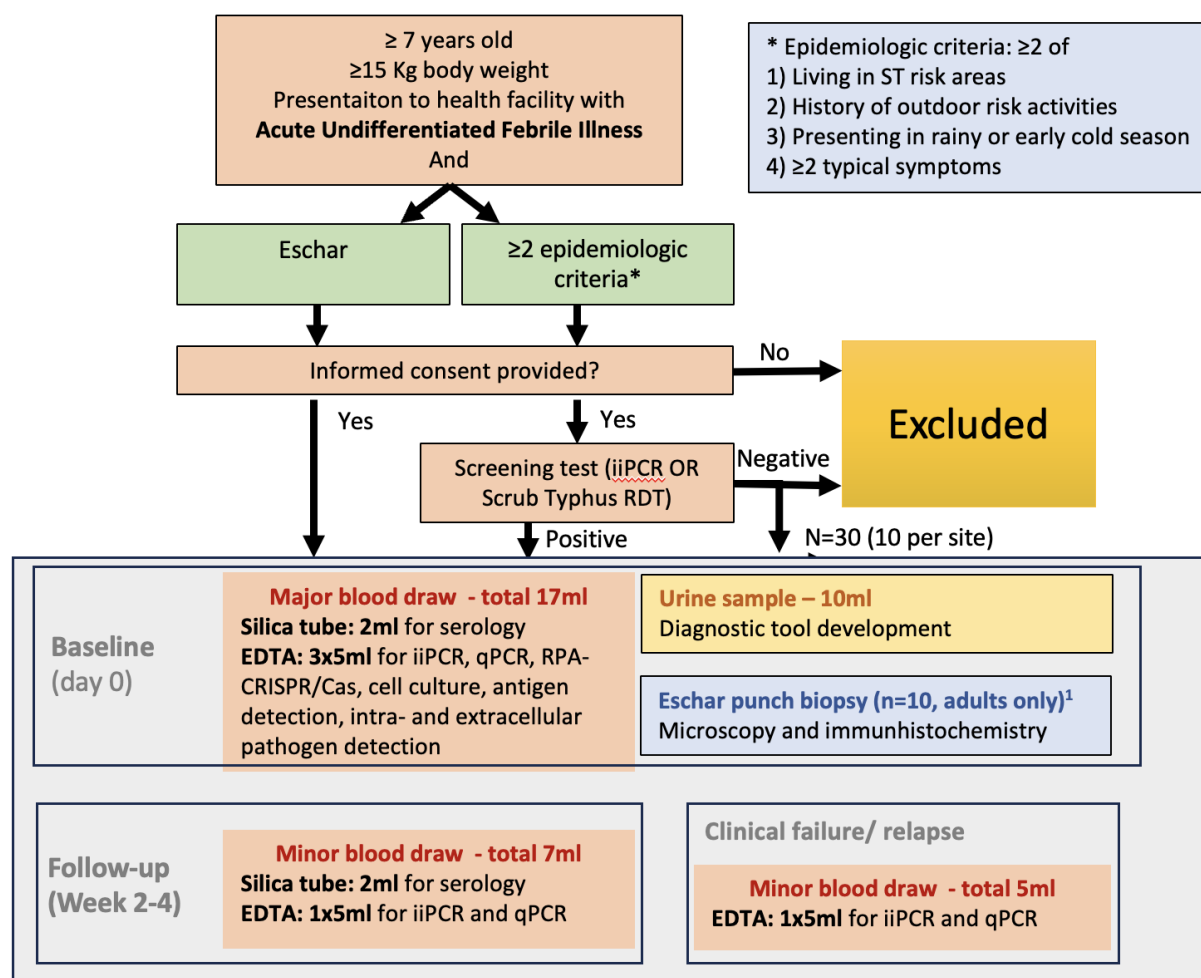 ≥ 7 years old
≥15 Kg body weight
Presentaiton to health facility with
Acute Undifferentiated Febrile Illness
And
* Epidemiologic criteria: ≥2 of
1) Living in ST risk areas
2) History of outdoor risk activities
3) Presenting in rainy or early cold season
4) ≥2 typical symptoms
Eschar
≥2 epidemiologic
criteria*
Informed consent provided?
No
Excluded
Yes
Yes
Screening test (iiPCR OR
Scrub Typhus RDT)
Negative
Positive
N=30 (10 per site)
Baseline
(day 0)
Major blood draw - total 17ml
Silica tube: 2ml for serology
EDTA: 3x5ml for iiPCR, qPCR, RPA-
CRISPR/Cas, cell culture, antigen
detection, intra- and extracellular
pathogen detection
Urine sample – 10ml
Diagnostic tool development
Eschar punch biopsy (n=10, adults only)¹
Microscopy and immunhistochemistry
Follow-up
(Week 2-4)
Minor blood draw - total 7ml
Silica tube: 2ml for serology
EDTA: 1x5ml for iiPCR and qPCR
Clinical failure/ relapse
Minor blood draw - total 5ml
EDTA: 1x5ml for iiPCR and qPCR